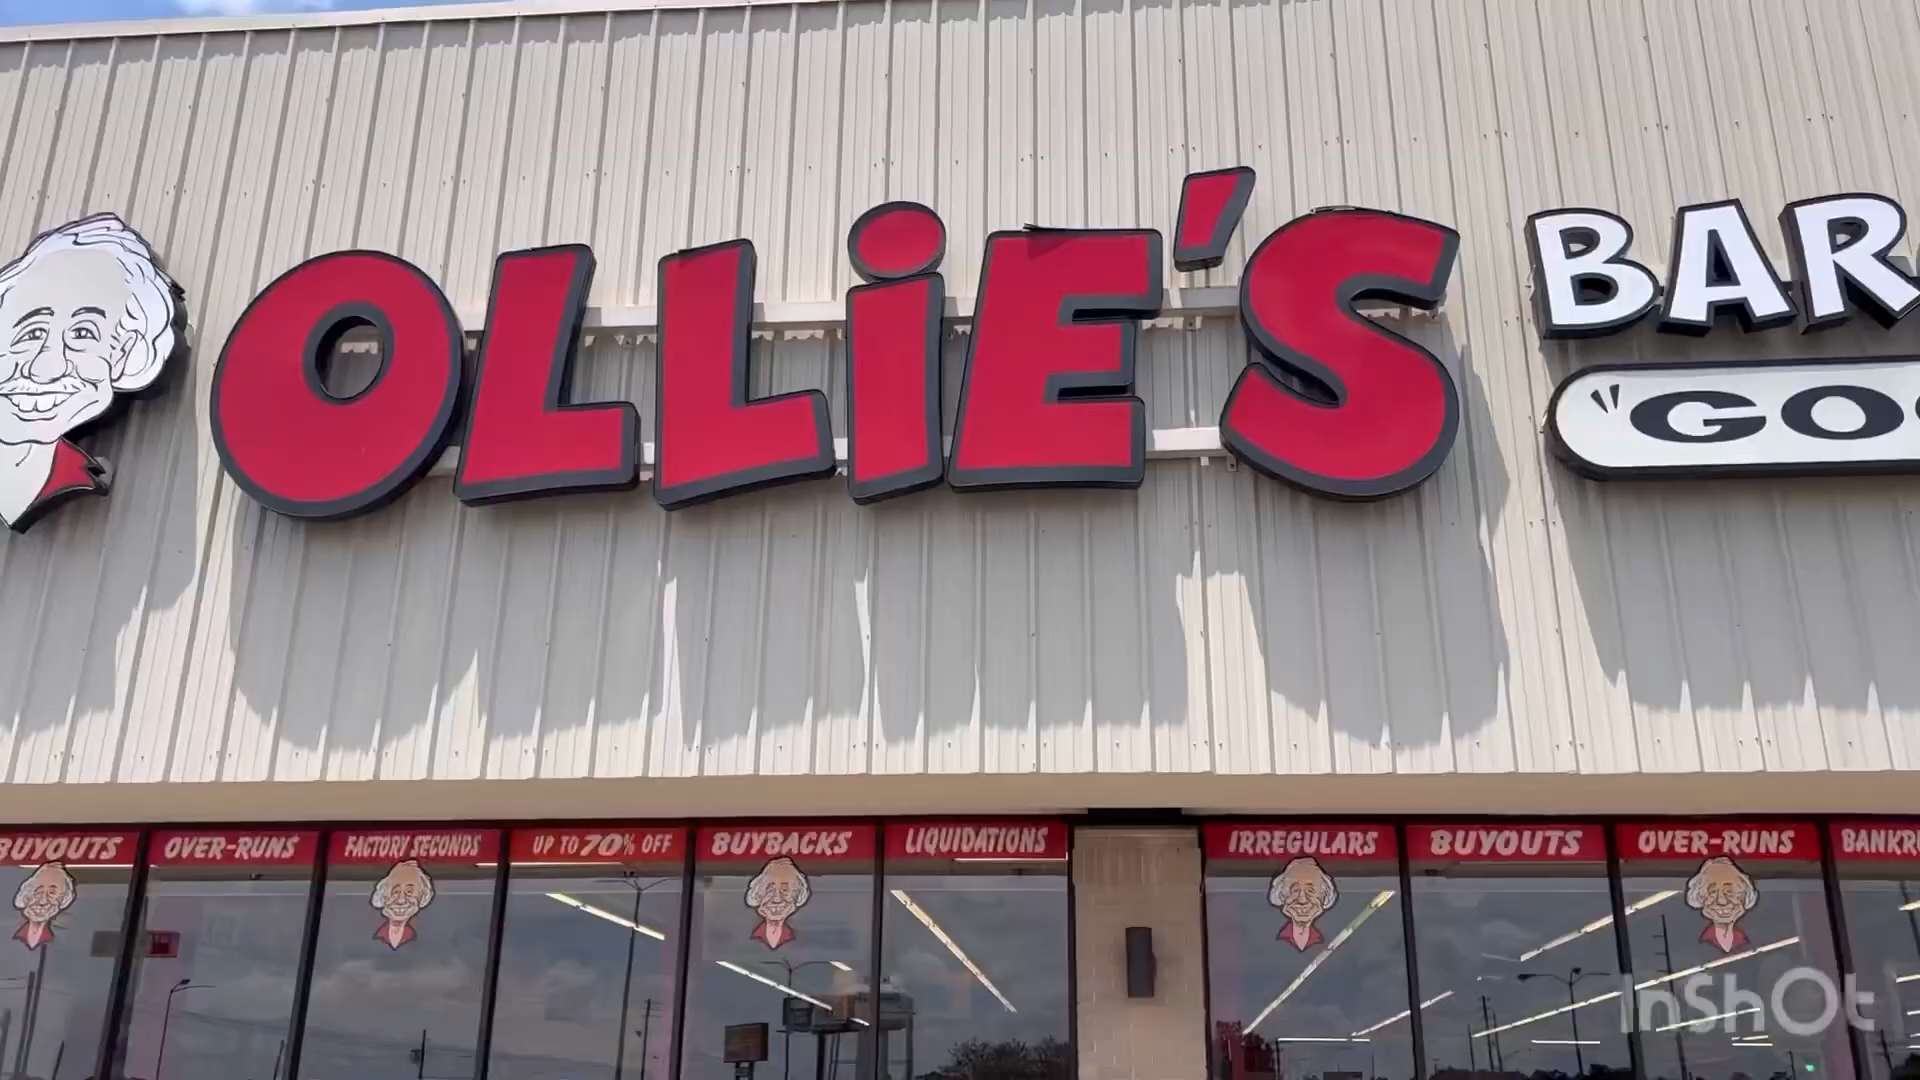 OLLiE'S
BAR
"GO
BUYOUTS
OVER-RUNS
FACTORY SECONDS
UP TO 70% OFF
BUYBACKS
LIQUIDATIONS
IRREGULARS
BUYOUTS
OVER-RUNS
BANKRU
InShOt